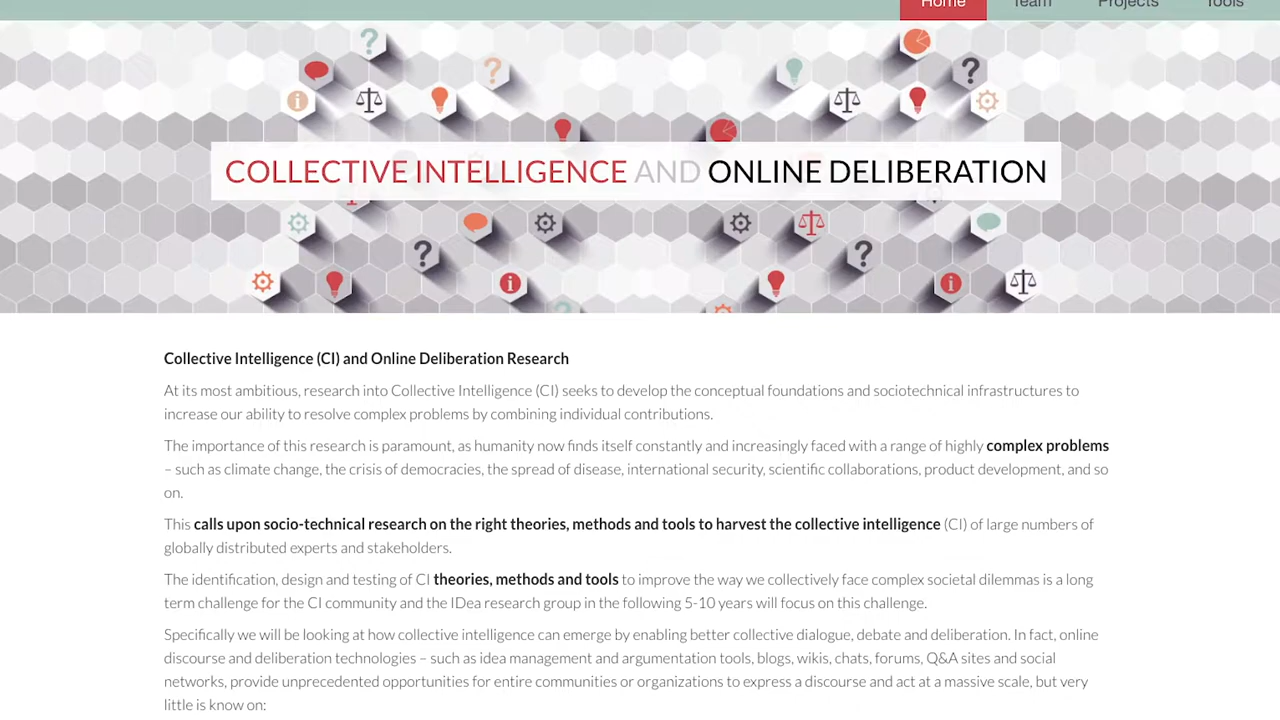 Home Team Projects Tools
COLLECTIVE INTELLIGENCE AND ONLINE DELIBERATION
Collective Intelligence (CI) and Online Deliberation Research
At its most ambitious, research into Collective Intelligence (CI) seeks to develop the conceptual foundations and sociotechnical infrastructures to
increase our ability to resolve complex problems by combining individual contributions.
The importance of this research is paramount, as humanity now finds itself constantly and increasingly faced with a range of highly complex problems
– such as climate change, the crisis of democracies, the spread of disease, international security, scientific collaborations, product development, and so
on.
This calls upon socio-technical research on the right theories, methods and tools to harvest the collective intelligence (CI) of large numbers of
globally distributed experts and stakeholders.
The identification, design and testing of CI theories, methods and tools to improve the way we collectively face complex societal dilemmas is a long
term challenge for the CI community and the IDea research group in the following 5-10 years will focus on this challenge.
Specifically we will be looking at how collective intelligence can emerge by enabling better collective dialogue, debate and deliberation. In fact, online
discourse and deliberation technologies – such as idea management and argumentation tools, blogs, wikis, chats, forums, Q&A sites and social
networks, provide unprecedented opportunities for entire communities or organizations to express a discourse and act at a massive scale, but very
little is know on: